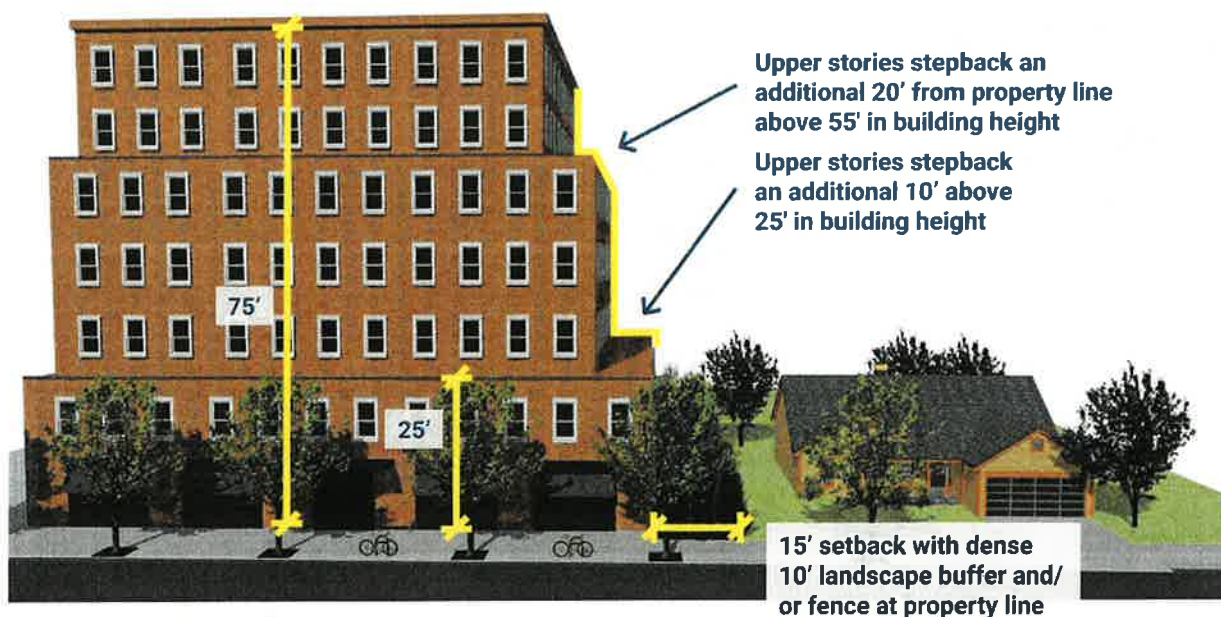 Upper stories stepback an
additional 20' from property line
above 55' in building height
Upper stories stepback
an additional 10' above
25' in building height
75'
25'
15' setback with dense
10' landscape buffer and/
or fence at property line